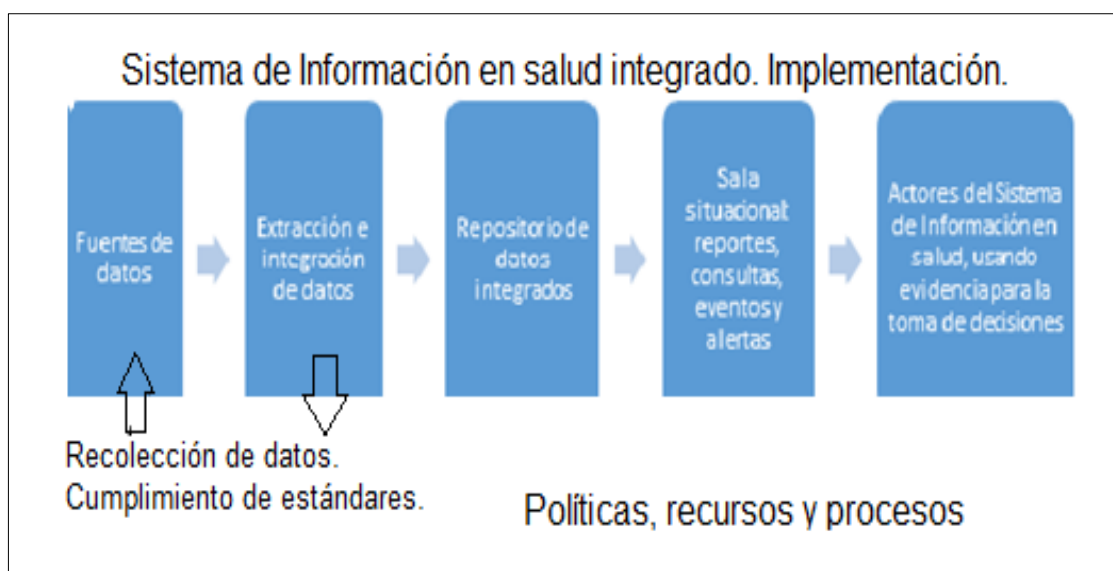 Sistema de Información en salud integrado. Implementación.
Fuentes de
datos
Extracción e
integración
de datos
Repositorio de
datos
integrados
Sala
situacional:
reportes,
consultas,
eventos y
alertas
Actores del Sistema
de Información en
salud, usando
evidencia para la
toma de decisiones
Recolección de datos.
Cumplimiento de estándares.
Políticas, recursos y procesos